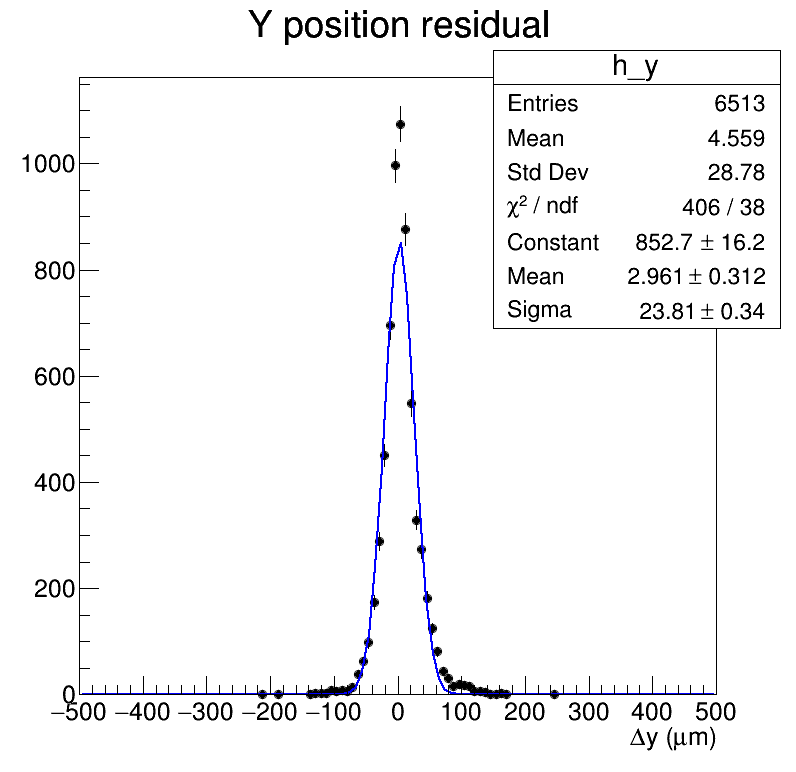 Y position residual
h_y
Entries 6513
Mean 4.559
Std Dev 28.78
χ² / ndf 406 / 38
Constant 852.7 ± 16.2
Mean 2.961 ± 0.312
Sigma 23.81 ± 0.34
1000
800
600
400
200
0
−500 −400 −300 −200 −100 0 100 200 300 400 500
Δy (μm)